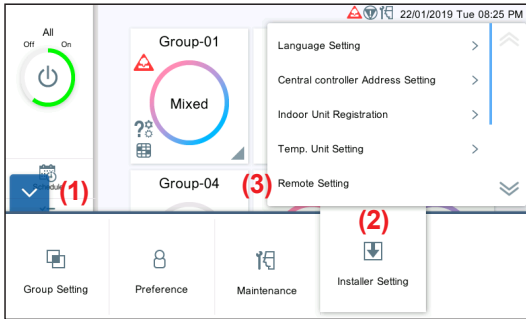 22/01/2019 Tue 08:25 PM
All
Off
On
Group-01
Mixed
Language Setting
Central controller Address Setting
Indoor Unit Registration
Temp. Unit Setting
Remote Setting
Schedule
(1)
Group-04
(3)
(2)
Group Setting
Preference
Maintenance
Installer Setting